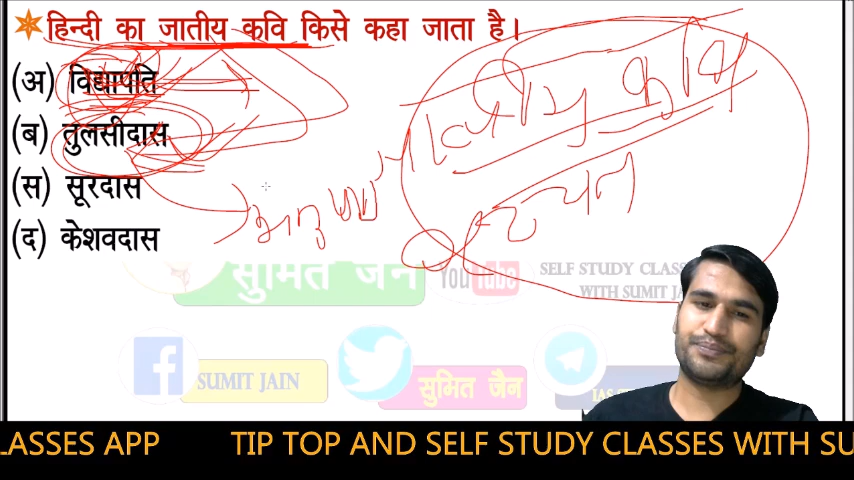 हिन्दी का जातीय कवि किसे कहा जाता है।
(अ) विद्यापति
(ब) तुलसीदास
(स) सूरदास
(द) केशवदास
जातीय कवि
सुमित जैन
YouTube
SELF STUDY CLASSES
WITH SUMIT JAIN
SUMIT JAIN
सुमित जैन
LASSES APP TIP TOP AND SELF STUDY CLASSES WITH SU